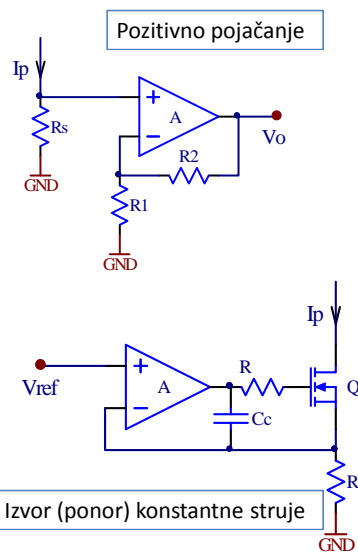 Pozitivno pojačanje
Ip
Rs
GND
+
A
−
Vo
R2
R1
GND
Ip
Vref
+
A
−
R
Q
Cc
R
Izvor (ponor) konstantne struje
GND